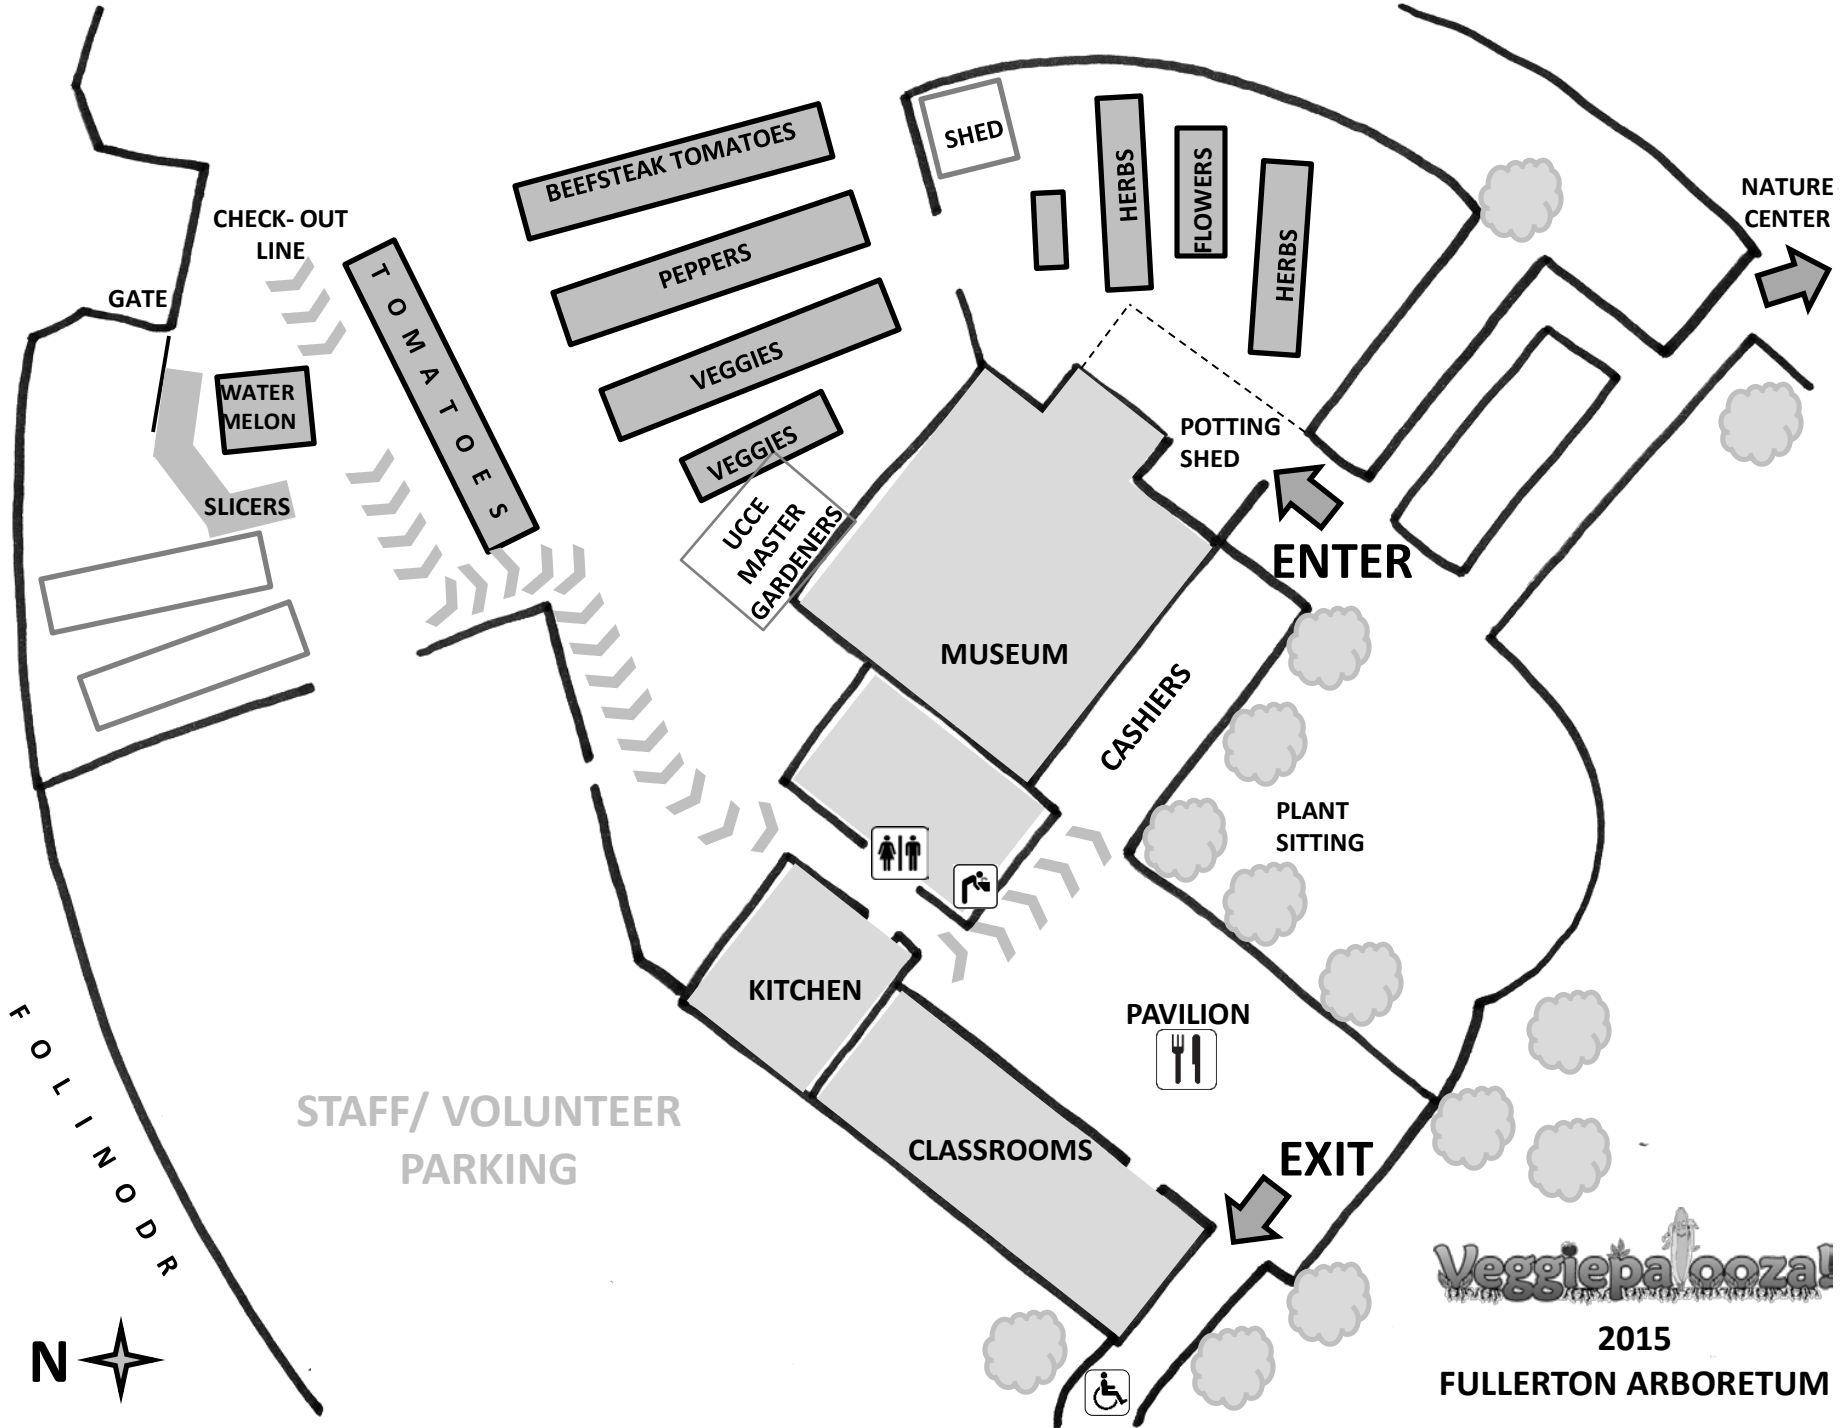 BEEFSTEAK TOMATOES
SHED
HERBS
FLOWERS
HERBS
NATURE
CENTER
CHECK- OUT
LINE
TOMATOES
PEPPERS
GATE
VEGGIES
WATER
MELON
VEGGIES
POTTING
SHED
SLICERS
UCCE
MASTER
GARDENERS
ENTER
MUSEUM
CASHIERS
PLANT
SITTING
KITCHEN
PAVILION
FOLINO DR
STAFF/ VOLUNTEER
PARKING
CLASSROOMS
EXIT
Veggiepalooza!
2015
FULLERTON ARBORETUM
N